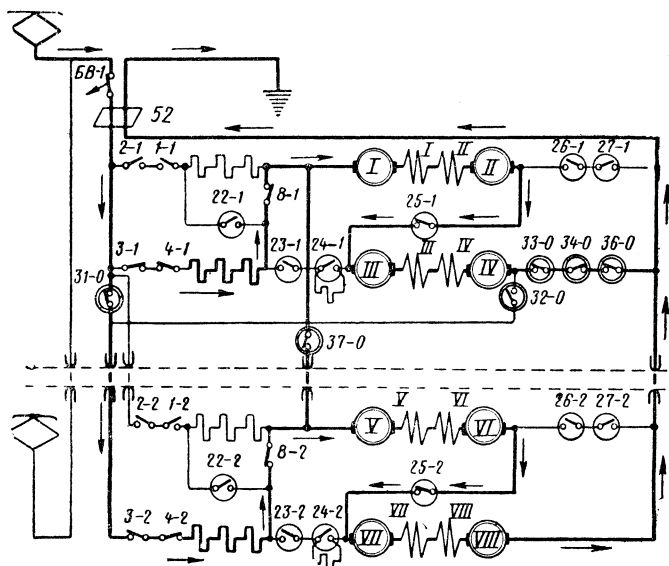 БВ-1
52
2-1 1-1
I I II II 26-1 27-1
22-1 8-1 25-1
3-1 4-1 23-1 24-1 III III IV IV 33-0 34-0 36-0
31-0 32-0
37-0
2-2 1-2 V V VI VI 26-2 27-2
22-2 8-2 25-2
3-2 4-2 23-2 24-2 VII VII VIII VIII